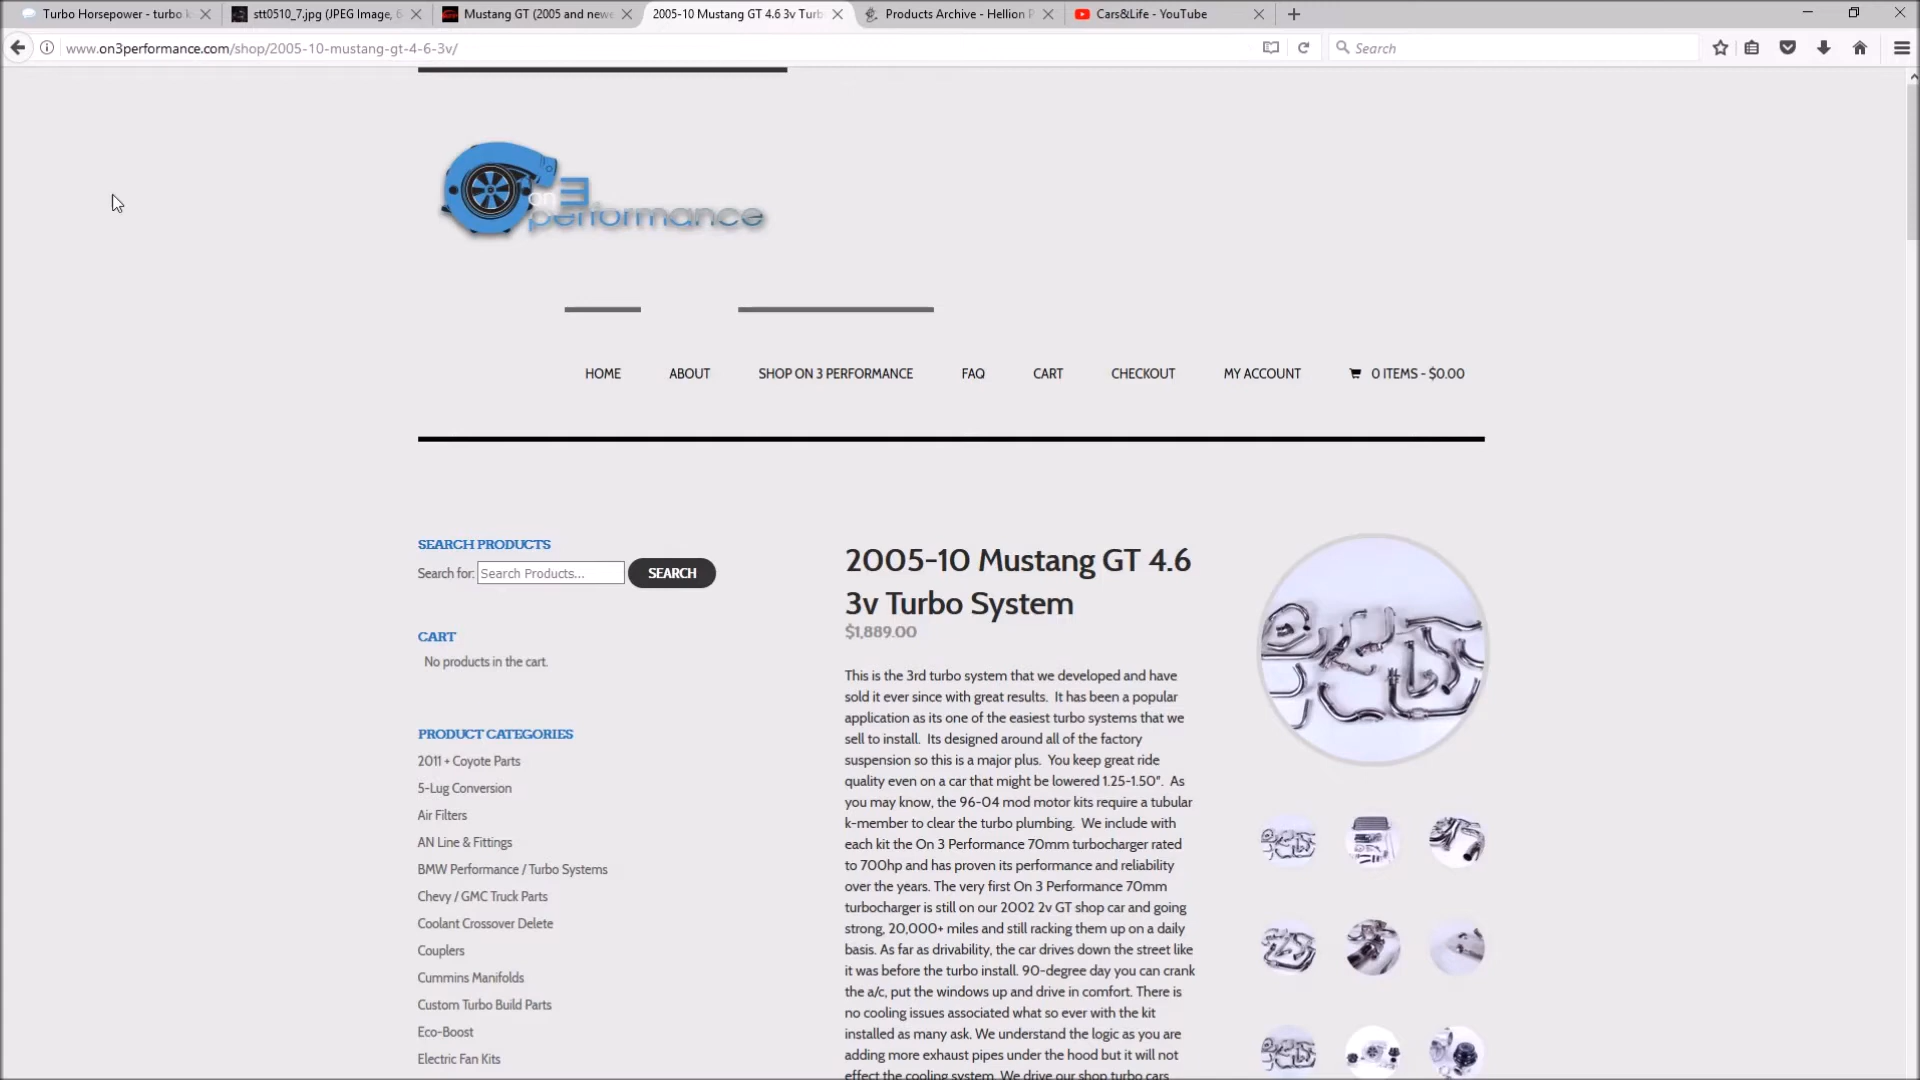 Turbo Horsepower - turbo k
stt0510_7.jpg (JPEG Image, 6
Mustang GT (2005 and newe
2005-10 Mustang GT 4.6 3v Turb
Products Archive - Hellion P
Cars&Life - YouTube
www.on3performance.com/shop/2005-10-mustang-gt-4-6-3v/
Search
on 3
performance
HOME
ABOUT
SHOP ON 3 PERFORMANCE
FAQ
CART
CHECKOUT
MY ACCOUNT
0 ITEMS - $0.00
SEARCH PRODUCTS
Search for: Search Products... SEARCH
CART
No products in the cart.
PRODUCT CATEGORIES
2011 + Coyote Parts
5-Lug Conversion
Air Filters
AN Line & Fittings
BMW Performance / Turbo Systems
Chevy / GMC Truck Parts
Coolant Crossover Delete
Couplers
Cummins Manifolds
Custom Turbo Build Parts
Eco-Boost
Electric Fan Kits
2005-10 Mustang GT 4.6
3v Turbo System
$1,889.00
This is the 3rd turbo system that we developed and have
sold it ever since with great results. It has been a popular
application as its one of the easiest turbo systems that we
sell to install. Its designed around all of the factory
suspension so this is a major plus. You keep great ride
quality even on a car that might be lowered 1.25-1.50". As
you may know, the 96-04 mod motor kits require a tubular
k-member to clear the turbo plumbing. We include with
each kit the On 3 Performance 70mm turbocharger rated
to 700hp and has proven its performance and reliability
over the years. The very first On 3 Performance 70mm
turbocharger is still on our 2002 2v GT shop car and going
strong, 20,000+ miles and still racking them up on a daily
basis. As far as drivability, the car drives down the street like
it was before the turbo install. 90-degree day you can crank
the a/c, put the windows up and drive in comfort. There is
no cooling issues associated what so ever with the kit
installed as many ask. We understand the logic as you are
adding more exhaust pipes under the hood but it will not
effect the cooling system. We drive our shop turbo cars